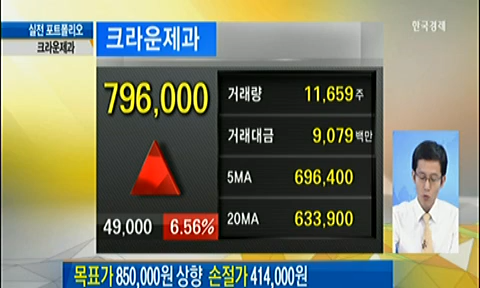 실전 포트폴리오
크라운제과
크라운제과
한국경제
796,000
49,000 6.56%
거래량 11,659 주
거래대금 9,079 백만
5MA 696,400
20MA 633,900
목표가 850,000원 상향 손절가 414,000원